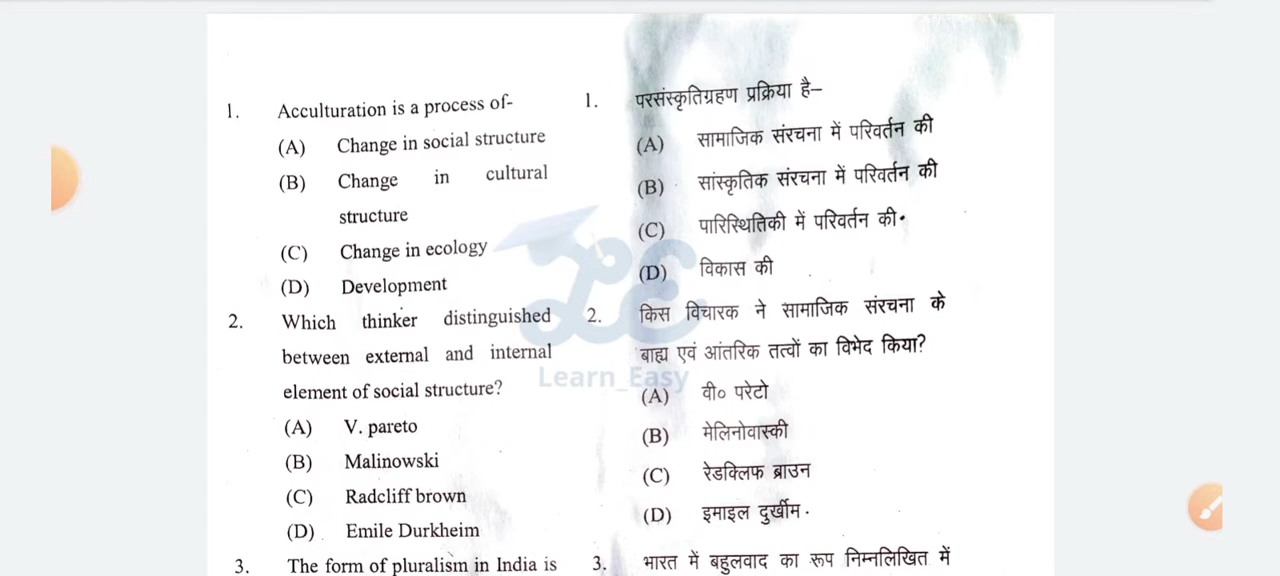 1. Acculturation is a process of-
(A) Change in social structure
(B) Change in cultural
structure
(C) Change in ecology
(D) Development
2. Which thinker distinguished
between external and internal
element of social structure?
(A) V. pareto
(B) Malinowski
(C) Radcliff brown
(D) Emile Durkheim
3. The form of pluralism in India is
1. परसंस्कृतिग्रहण प्रक्रिया है–
(A) सामाजिक संरचना में परिवर्तन की
(B) सांस्कृतिक संरचना में परिवर्तन की
(C) पारिस्थितिकी में परिवर्तन की
(D) विकास की
2. किस विचारक ने सामाजिक संरचना के
बाह्य एवं आंतरिक तत्वों का विभेद किया?
(A) वी० परेटो
(B) मेलिनोवास्की
(C) रेडक्लिफ ब्राउन
(D) इमाइल दुर्खीम
3. भारत में बहुलवाद का रूप निम्नलिखित में
LE
Learn_Easy